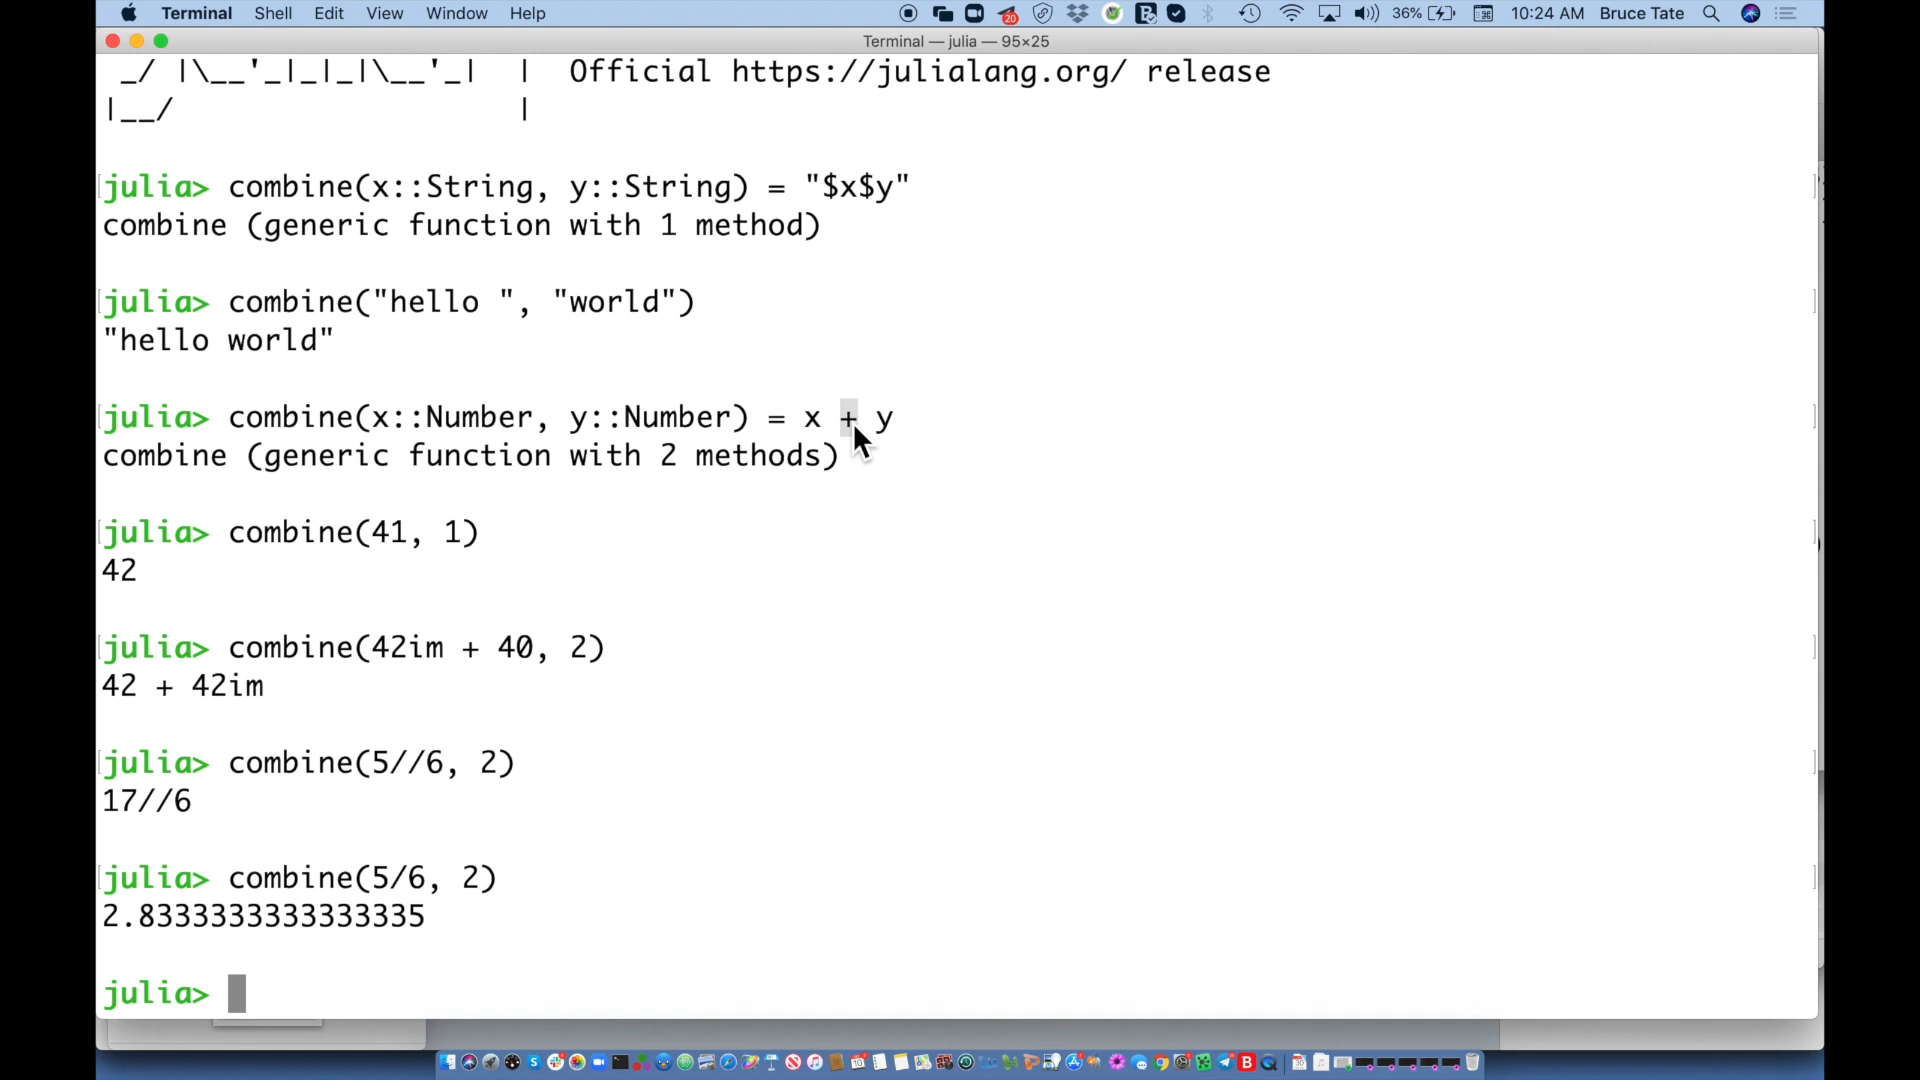 Terminal Shell Edit View Window Help 20 36% 10:24 AM Bruce Tate
Terminal — julia — 95×25
_/ |\__'_|_|_|\__'_| | Official https://julialang.org/ release
|__/ |
julia> combine(x::String, y::String) = "$x$y"
combine (generic function with 1 method)
julia> combine("hello ", "world")
"hello world"
julia> combine(x::Number, y::Number) = x + y
combine (generic function with 2 methods)
julia> combine(41, 1)
42
julia> combine(42im + 40, 2)
42 + 42im
julia> combine(5//6, 2)
17//6
julia> combine(5/6, 2)
2.8333333333333335
julia>